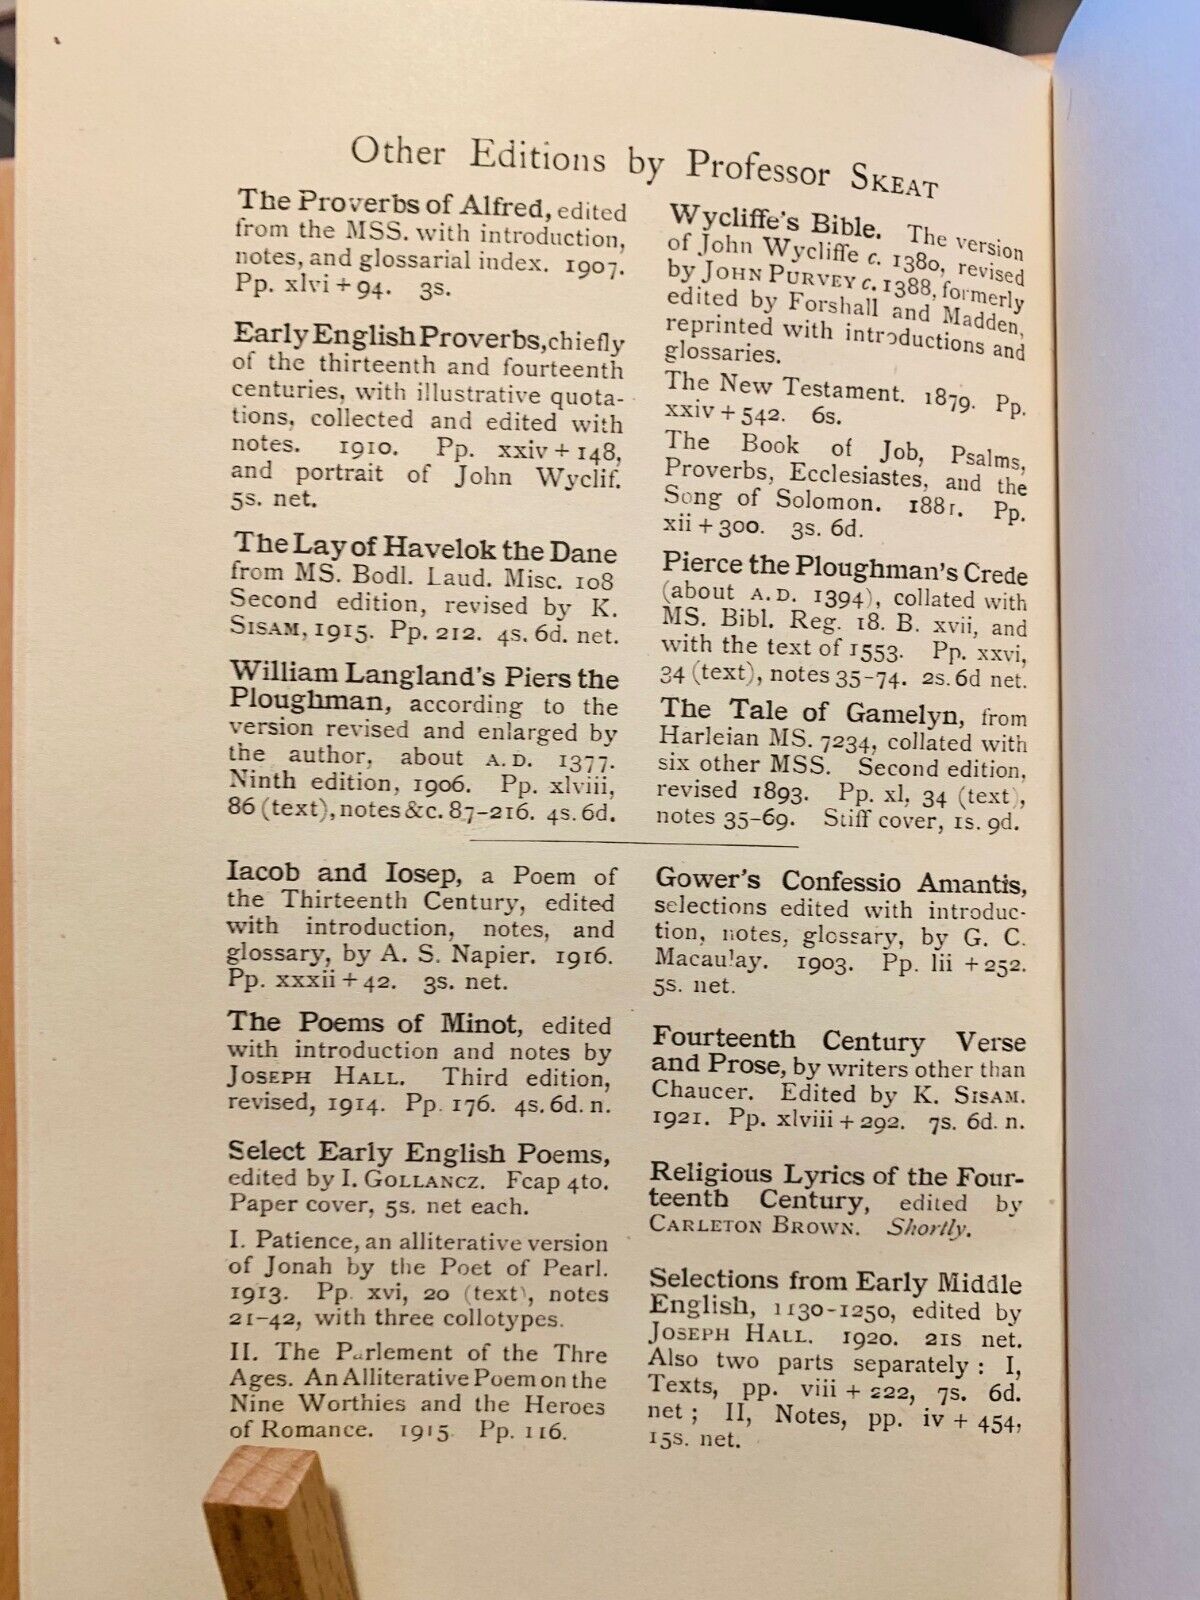 Other Editions by Professor SKEAT
The Proverbs of Alfred, edited
from the MSS. with introduction,
notes, and glossarial index. 1907.
Pp. xlvi + 94. 3s.
Early English Proverbs, chiefly
of the thirteenth and fourteenth
centuries, with illustrative quota-
tions, collected and edited with
notes. 1910. Pp. xxiv + 148,
and portrait of John Wyclif.
5s. net.
The Lay of Havelok the Dane
from MS. Bodl. Laud. Misc. 108
Second edition, revised by K.
SISAM, 1915. Pp. 212. 4s. 6d. net.
William Langland's Piers the
Ploughman, according to the
version revised and enlarged by
the author, about A.D. 1377.
Ninth edition, 1906. Pp. xlviii,
86 (text), notes &c. 87-216. 4s. 6d.
Wycliffe's Bible. The version
of John Wycliffe c. 1380, revised
by JOHN PURVEY c. 1388, formerly
edited by Forshall and Madden,
reprinted with introductions and
glossaries.
The New Testament. 1879. Pp.
xxiv + 542. 6s.
The Book of Job, Psalms,
Proverbs, Ecclesiastes, and the
Song of Solomon. 1881. Pp.
xii + 300. 3s. 6d.
Pierce the Ploughman's Crede
(about A.D. 1394), collated with
MS. Bibl. Reg. 18. B. xvii, and
with the text of 1553. Pp. xxvi,
34 (text), notes 35-74. 2s. 6d net.
The Tale of Gamelyn, from
Harleian MS. 7234, collated with
six other MSS. Second edition,
revised 1893. Pp. xl, 34 (text),
notes 35-69. Stiff cover, 1s. 9d.
Iacob and Iosep, a Poem of
the Thirteenth Century, edited
with introduction, notes, and
glossary, by A. S. Napier. 1916.
Pp. xxxii + 42. 3s. net.
The Poems of Minot, edited
with introduction and notes by
JOSEPH HALL. Third edition,
revised, 1914. Pp. 176. 4s. 6d. n.
Select Early English Poems,
edited by I. GOLLANCZ. Fcap 4to.
Paper cover, 5s. net each.
I. Patience, an alliterative version
of Jonah by the Poet of Pearl.
1913. Pp. xvi, 20 (text), notes
21-42, with three collotypes.
II. The Parlement of the Thre
Ages. An Alliterative Poem on the
Nine Worthies and the Heroes
of Romance. 1915. Pp. 116.
Gower's Confessio Amantis,
selections edited with introduc-
tion, notes, glossary, by G. C.
Macaulay. 1903. Pp. lii + 252.
5s. net.
Fourteenth Century Verse
and Prose, by writers other than
Chaucer. Edited by K. SISAM.
1921. Pp. xlviii + 292. 7s. 6d. n.
Religious Lyrics of the Four-
teenth Century, edited by
CARLETON BROWN. Shortly.
Selections from Early Middle
English, 1130-1250, edited by
JOSEPH HALL. 1920. 21s net.
Also two parts separately : I,
Texts, pp. viii + 222, 7s. 6d.
net ; II, Notes, pp. iv + 454,
15s. net.